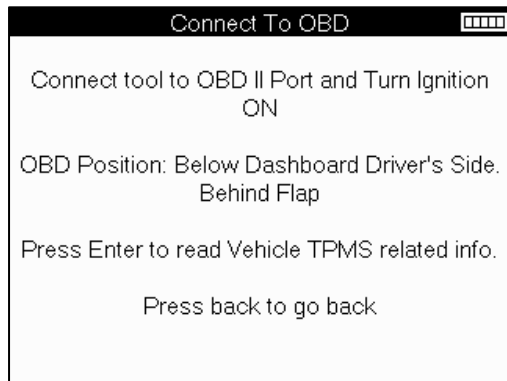 Connect To OBD
Connect tool to OBD II Port and Turn Ignition
ON
OBD Position: Below Dashboard Driver's Side.
Behind Flap
Press Enter to read Vehicle TPMS related info.
Press back to go back